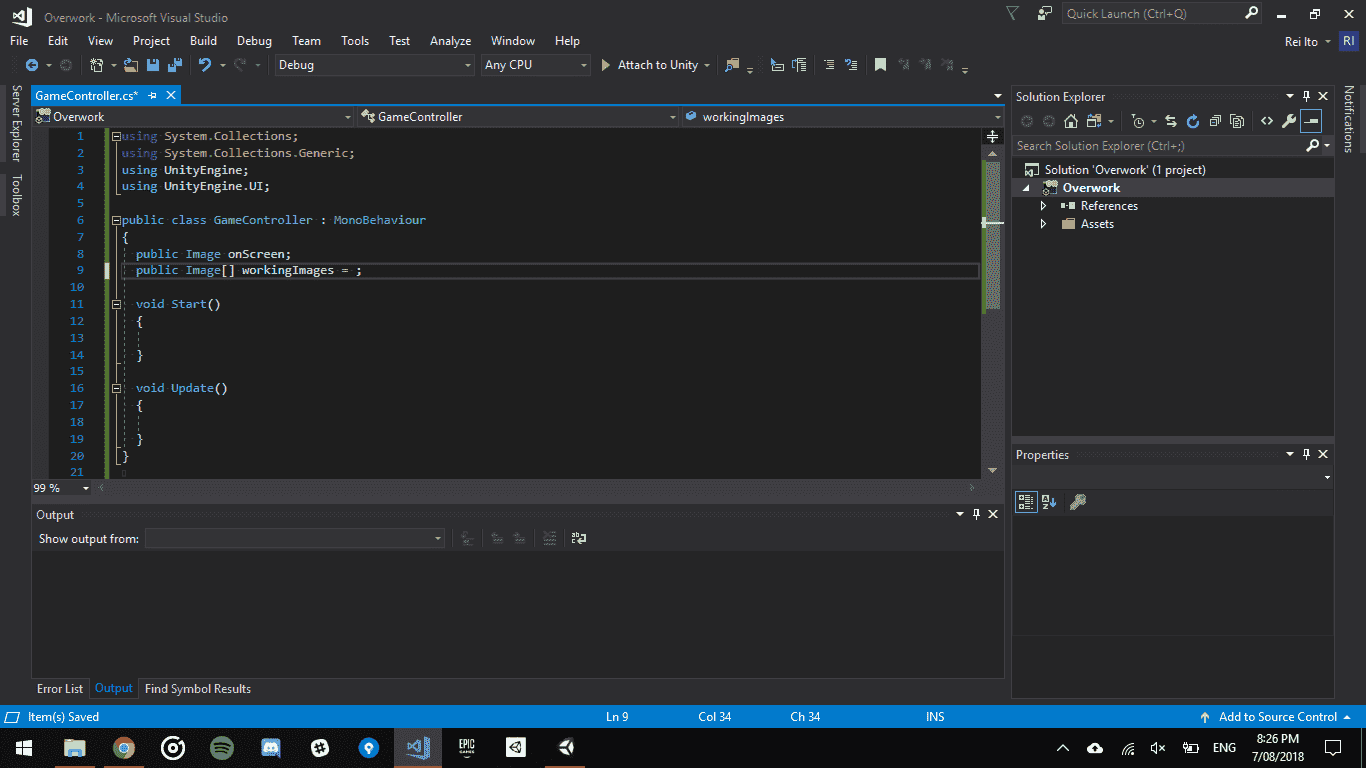 Overwork - Microsoft Visual Studio
Quick Launch (Ctrl+Q)
File Edit View Project Build Debug Team Tools Test Analyze Window Help
Rei Ito RI
Debug Any CPU Attach to Unity
Server Explorer
Toolbox
GameController.cs*
Overwork GameController workingImages
1 using System.Collections;
2 using System.Collections.Generic;
3 using UnityEngine;
4 using UnityEngine.UI;
5
6 public class GameController : MonoBehaviour
7 {
8 public Image onScreen;
9 public Image[] workingImages = ;
10
11 void Start()
12 {
13
14 }
15
16 void Update()
17 {
18
19 }
20 }
21
99 %
Output
Show output from:
Error List Output Find Symbol Results
Solution Explorer
Search Solution Explorer (Ctrl+;)
Solution 'Overwork' (1 project)
Overwork
References
Assets
Properties
Notifications
Item(s) Saved Ln 9 Col 34 Ch 34 INS Add to Source Control
EPIC GAMES
ENG
8:26 PM
7/08/2018